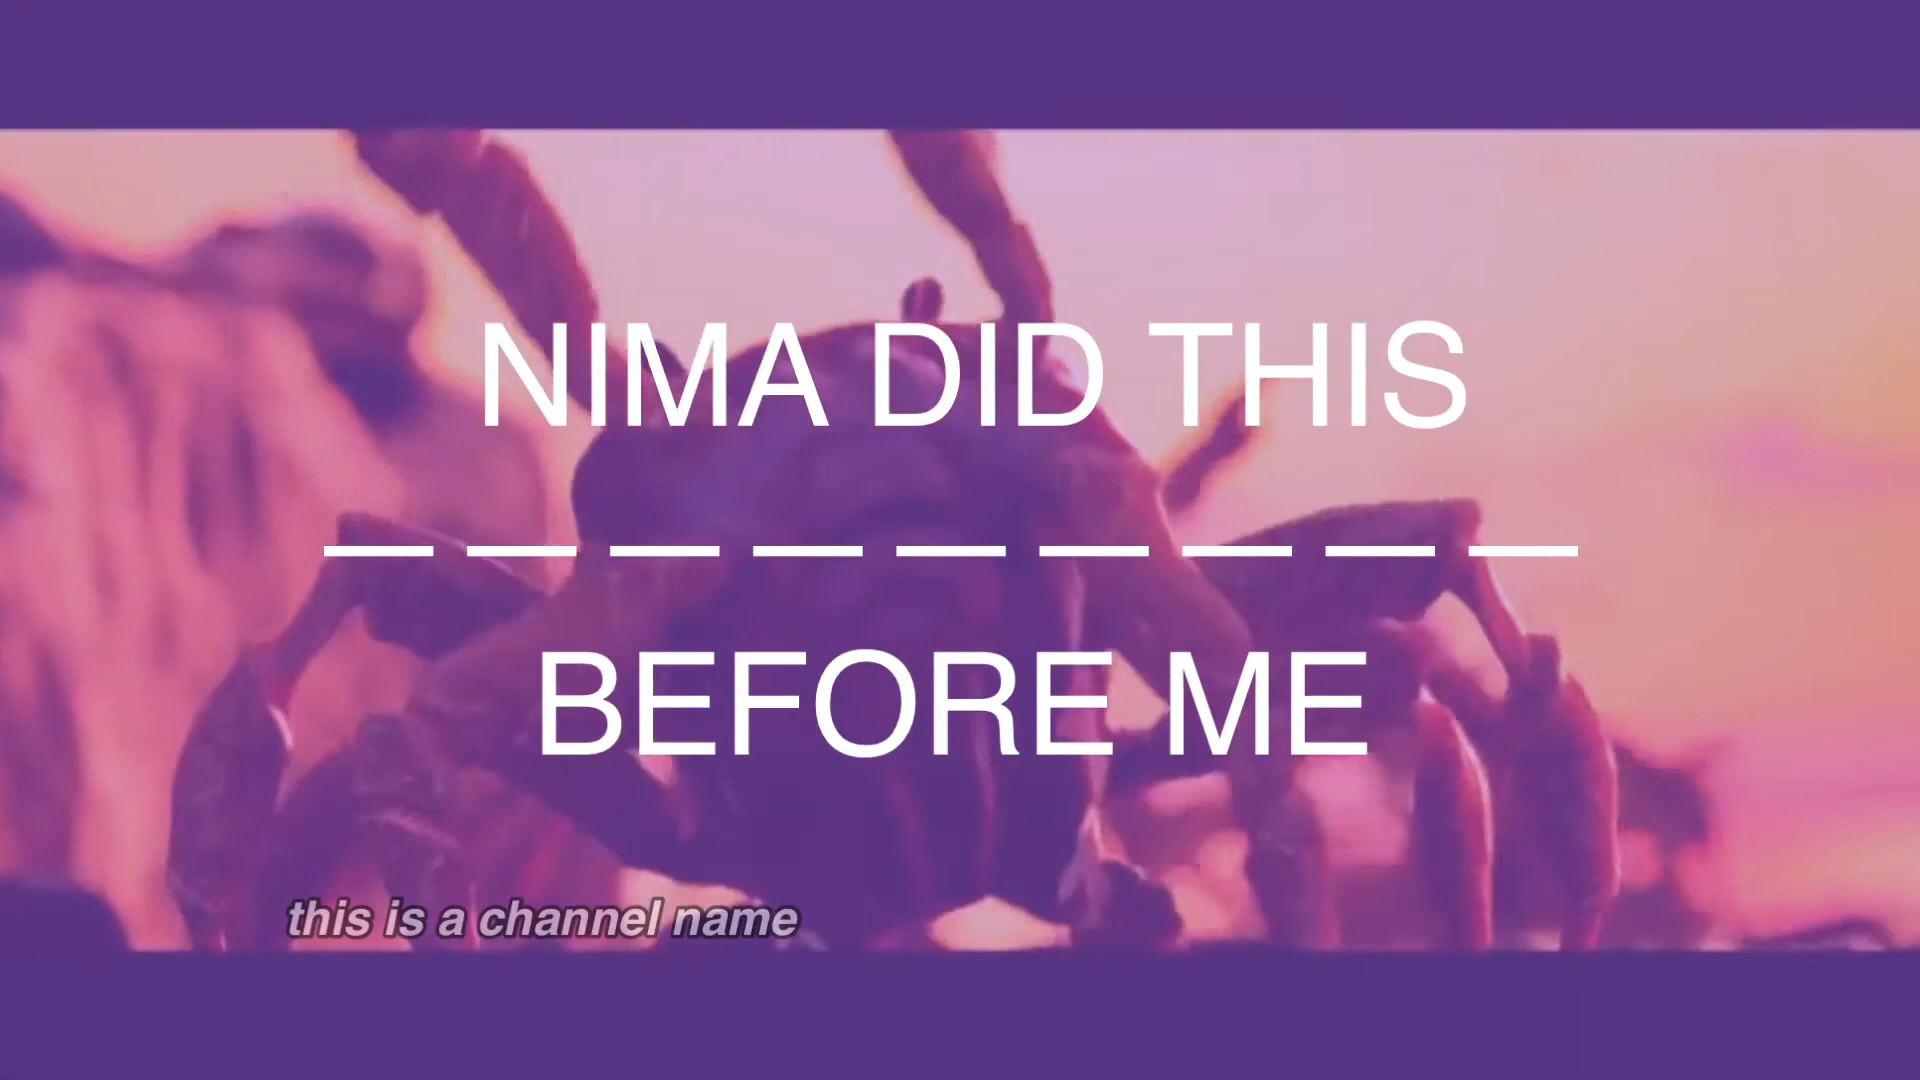 NIMA DID THIS
_ _ _ _ _ _ _ _ _
BEFORE ME
this is a channel name